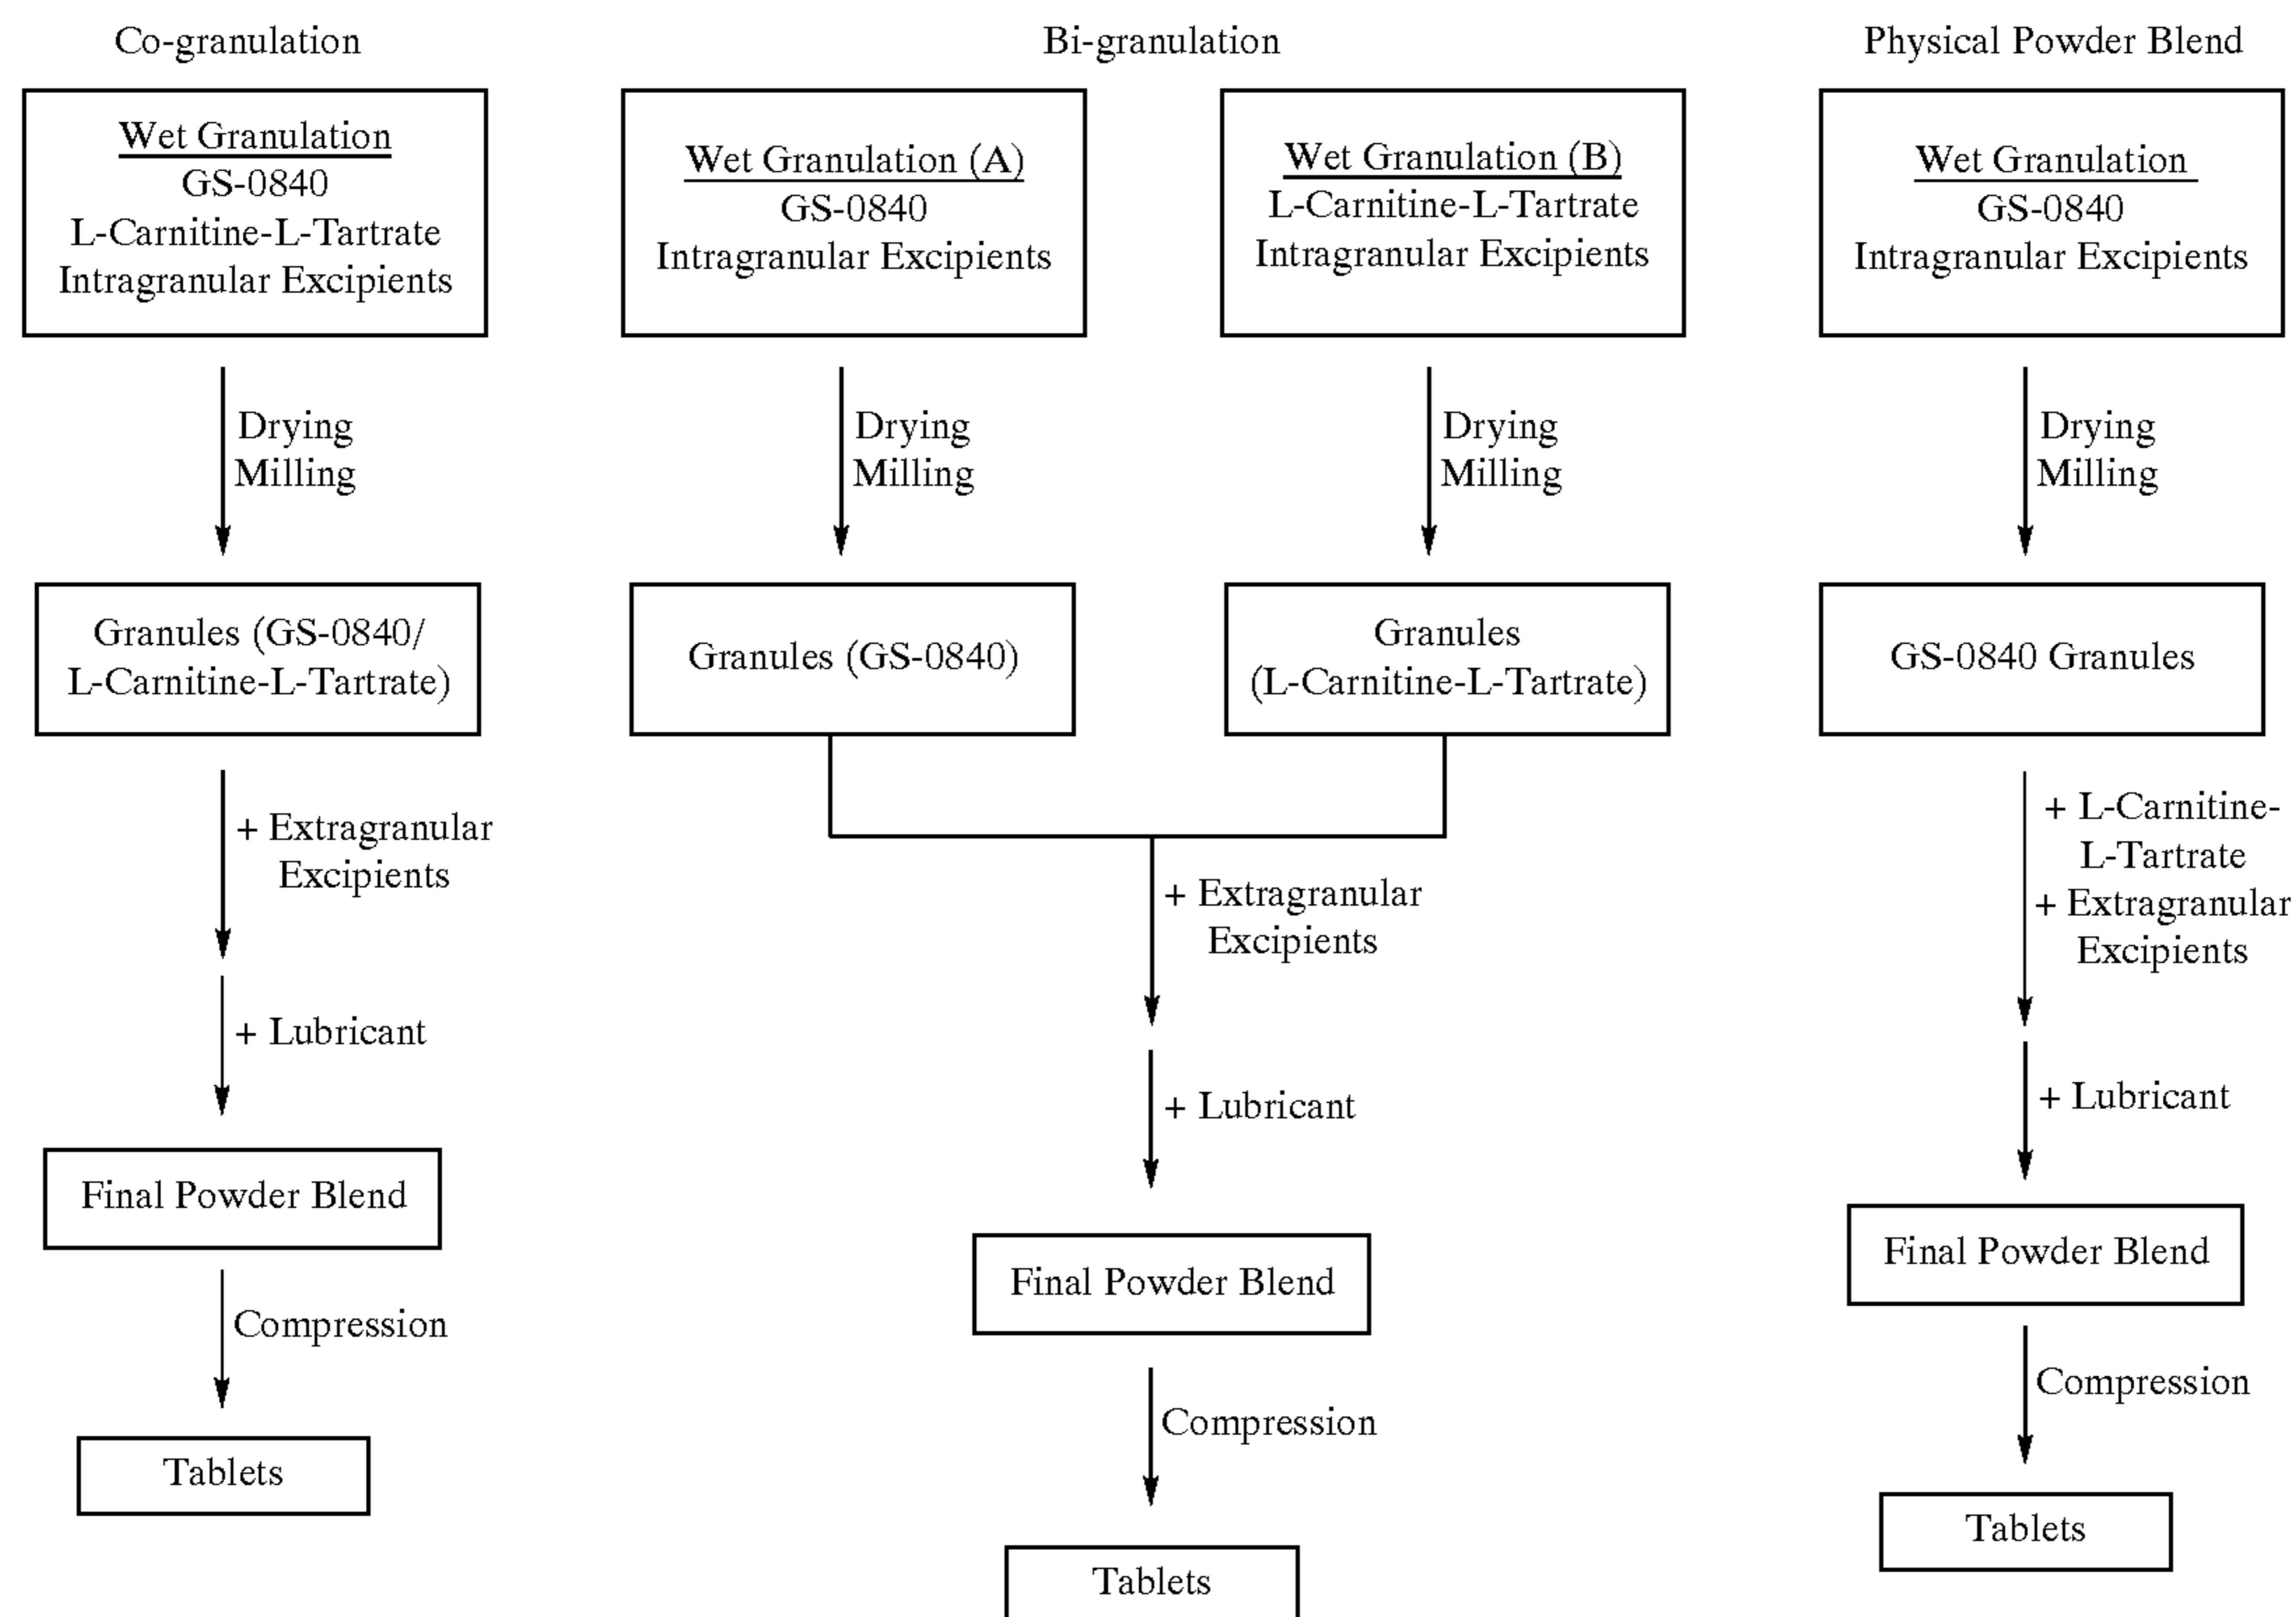 Co-granulation
Wet Granulation
GS-0840
L-Carnitine-L-Tartrate
Intragranular Excipients
Drying
Milling
Granules (GS-0840/
L-Carnitine-L-Tartrate)
+ Extragranular
Excipients
+ Lubricant
Final Powder Blend
Compression
Tablets
Bi-granulation
Wet Granulation (A)
GS-0840
Intragranular Excipients
Drying
Milling
Granules (GS-0840)
Wet Granulation (B)
L-Carnitine-L-Tartrate
Intragranular Excipients
Drying
Milling
Granules
(L-Carnitine-L-Tartrate)
+ Extragranular
Excipients
+ Lubricant
Final Powder Blend
Compression
Tablets
Physical Powder Blend
Wet Granulation
GS-0840
Intragranular Excipients
Drying
Milling
GS-0840 Granules
+ L-Carnitine-
L-Tartrate
+ Extragranular
Excipients
+ Lubricant
Final Powder Blend
Compression
Tablets